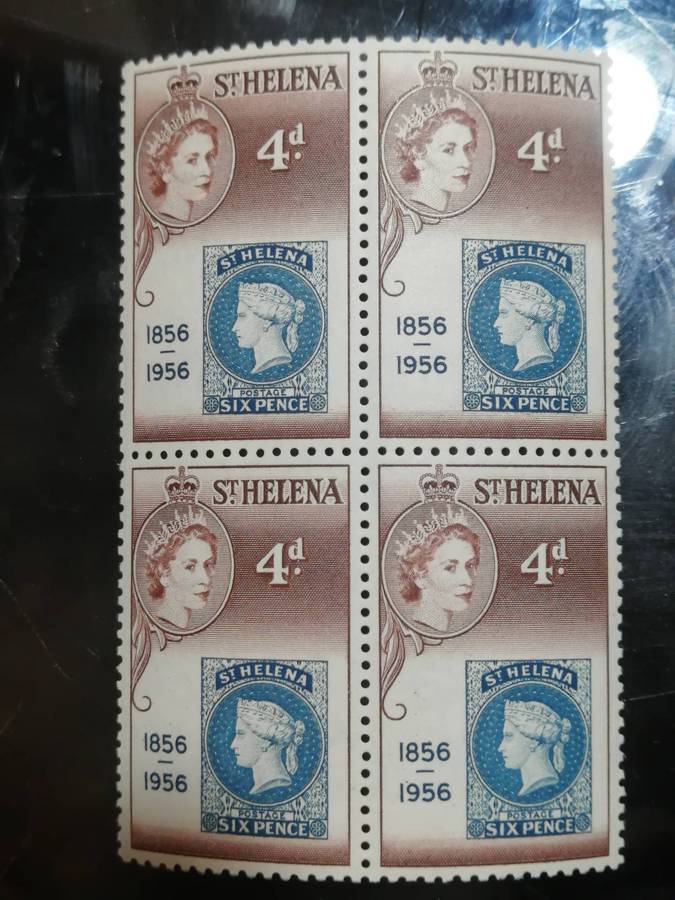 ST HELENA
4d.
ST HELENA
1856
—
1956
POSTAGE
SIX PENCE
ST HELENA
4d.
ST HELENA
1856
—
1956
POSTAGE
SIX PENCE
ST HELENA
4d.
ST HELENA
1856
—
1956
POSTAGE
SIX PENCE
ST HELENA
4d.
ST HELENA
1856
—
1956
POSTAGE
SIX PENCE